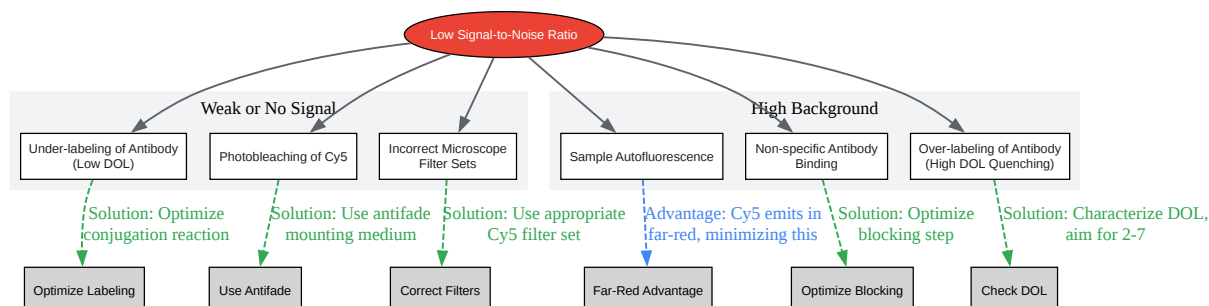 Low Signal-to-Noise Ratio
Weak or No Signal
High Background
Under-labeling of Antibody
(Low DOL)
Photobleaching of Cy5
Incorrect Microscope
Filter Sets
Sample Autofluorescence
Non-specific Antibody
Binding
Over-labeling of Antibody
(High DOL Quenching)
Solution: Optimize
conjugation reaction
Solution: Use antifade
mounting medium
Solution: Use appropriate
Cy5 filter set
Advantage: Cy5 emits in
far-red, minimizing this
Solution: Optimize
blocking step
Solution: Characterize DOL,
aim for 2-7
Optimize Labeling
Use Antifade
Correct Filters
Far-Red Advantage
Optimize Blocking
Check DOL